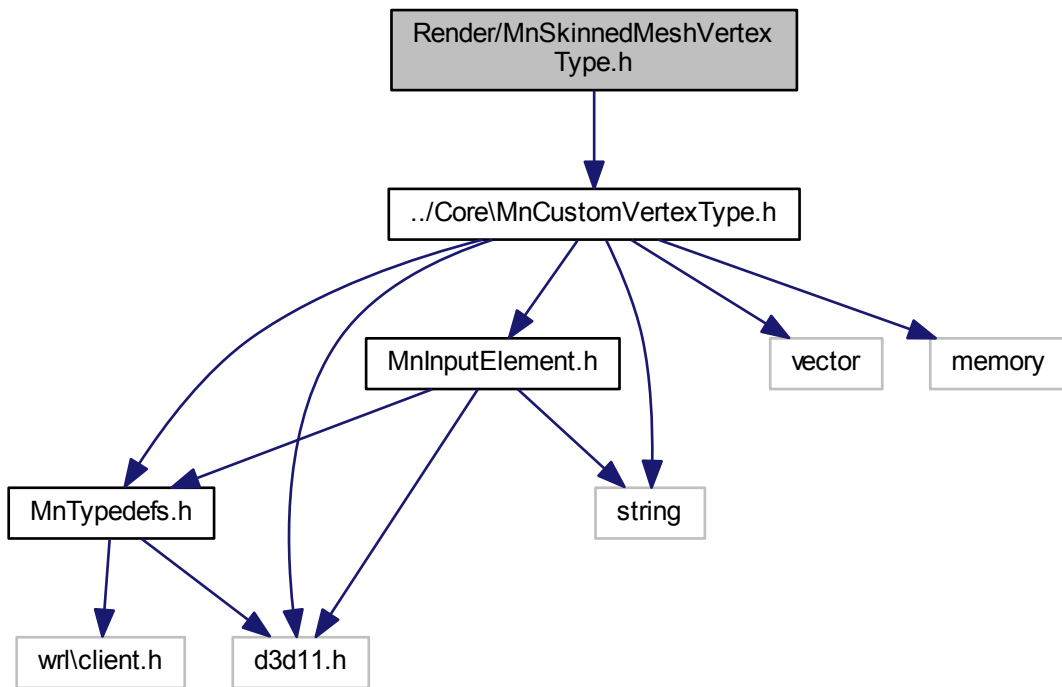 Render/MnSkinnedMeshVertex
Type.h
../Core\MnCustomVertexType.h
MnInputElement.h
vector
memory
MnTypedefs.h
string
wrl\client.h
d3d11.h